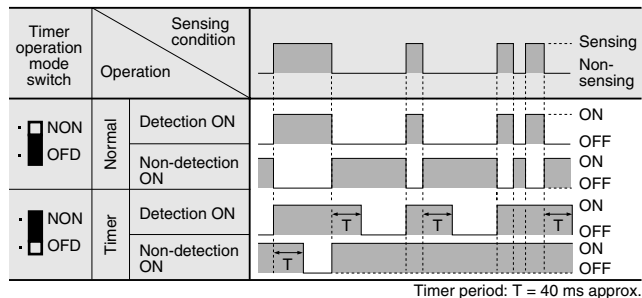 Timer
operation
mode
switch
Sensing
condition
Operation
Sensing
Non-
sensing
NON
OFD
Normal
Detection ON
ON
OFF
Non-detection
ON
ON
OFF
NON
OFD
Timer
Detection ON
T
T
T
ON
OFF
Non-detection
ON
T
ON
OFF
Timer period: T = 40 ms approx.